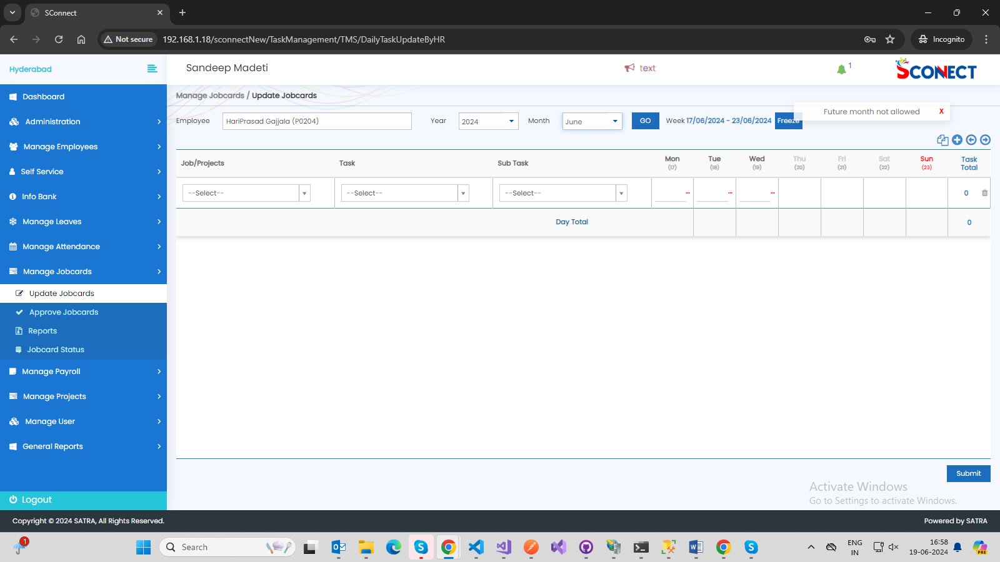 SConnect
Not secure
192.168.1.18/sconnectNew/TaskManagement/TMS/DailyTaskUpdateByHR
Incognito
Hyderabad
Sandeep Madeti
text
1
SCONNECT
Manage Jobcards / Update Jobcards
Future month not allowed X
Employee HariPrasad Gajjala (P0204) Year 2024 Month June GO Week 17/06/2024 - 23/06/2024 Freeze
Job/Projects Task Sub Task Mon (17) Tue (18) Wed (19) Thu (20) Fri (21) Sat (22) Sun (23) Task Total
--Select-- --Select-- --Select-- 0
Day Total 0
Dashboard
Administration
Manage Employees
Self Service
Info Bank
Manage Leaves
Manage Attendance
Manage Jobcards
Update Jobcards
Approve Jobcards
Reports
Jobcard Status
Manage Payroll
Manage Projects
Manage User
General Reports
Logout
Submit
Activate Windows
Go to Settings to activate Windows.
Copyright © 2024 SATRA, All Rights Reserved.
Powered by SATRA
1
Search
ENG
IN
16:58
19-06-2024
PRE